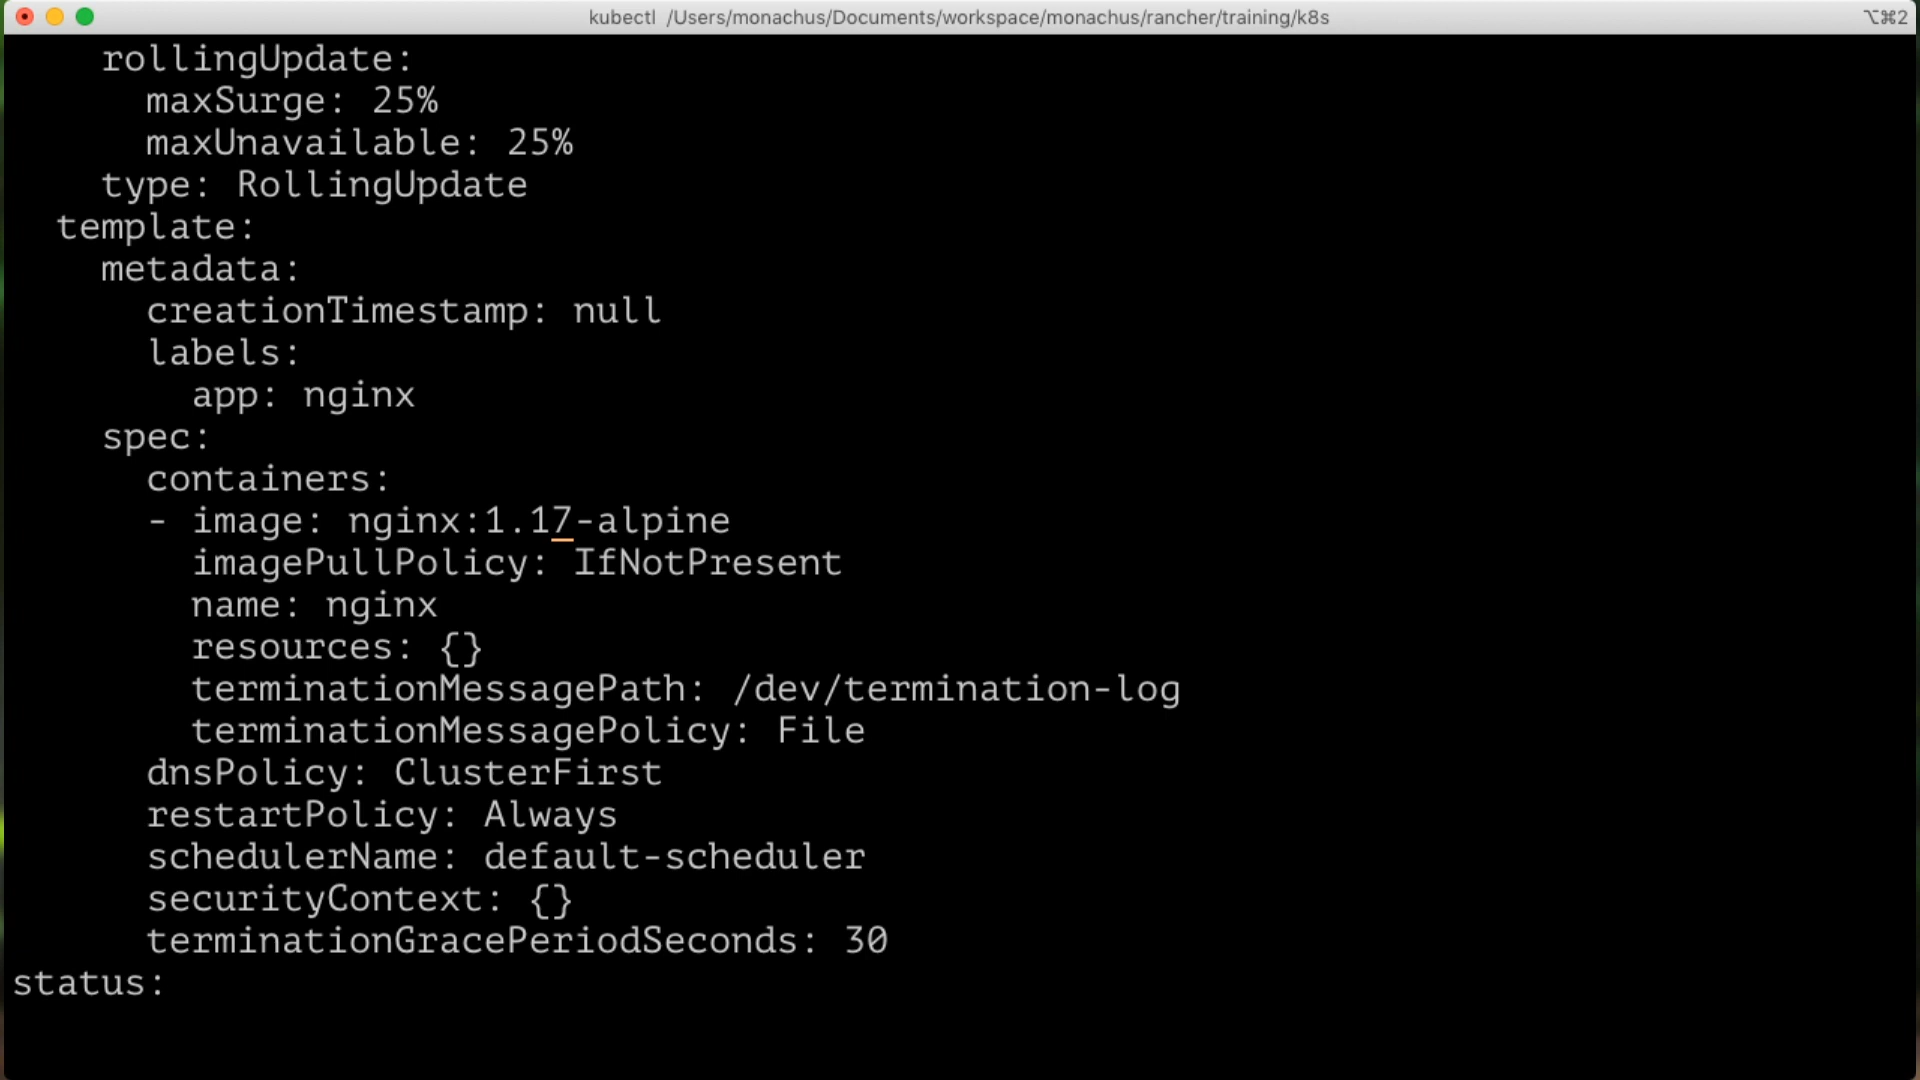 kubectl /Users/monachus/Documents/workspace/monachus/rancher/training/k8s
⌥⌘2
rollingUpdate:
maxSurge: 25%
maxUnavailable: 25%
type: RollingUpdate
template:
metadata:
creationTimestamp: null
labels:
app: nginx
spec:
containers:
- image: nginx:1.17-alpine
imagePullPolicy: IfNotPresent
name: nginx
resources: {}
terminationMessagePath: /dev/termination-log
terminationMessagePolicy: File
dnsPolicy: ClusterFirst
restartPolicy: Always
schedulerName: default-scheduler
securityContext: {}
terminationGracePeriodSeconds: 30
status: